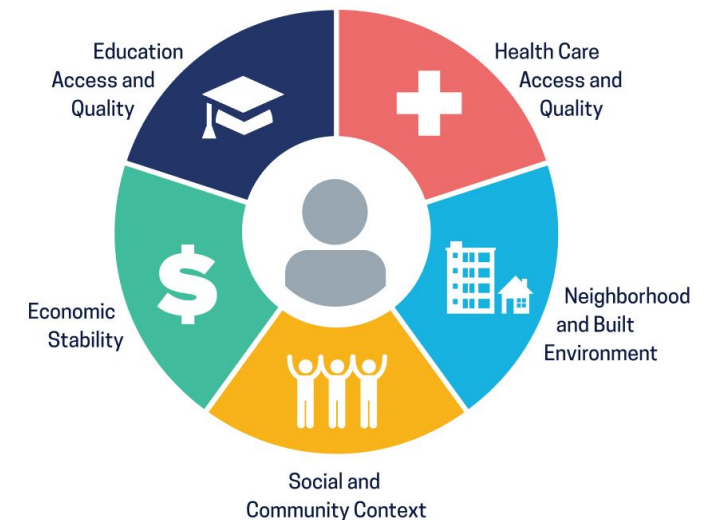 Education
Access and
Quality
Health Care
Access and
Quality
$
Economic
Stability
Neighborhood
and Built
Environment
Social and
Community Context